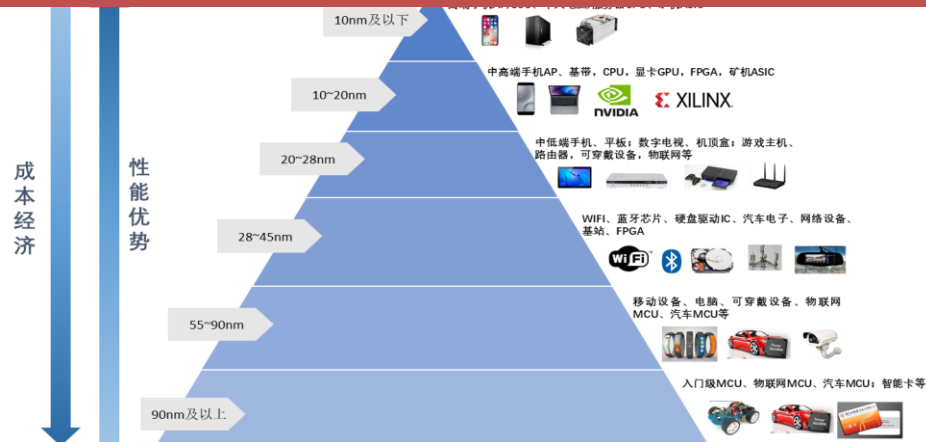 10nm及以下
10~20nm
中高端手机AP、基带，CPU，显卡GPU，FPGA，矿机ASIC
NVIDIA
XILINX
20~28nm
中低端手机、平板；数字电视、机顶盒；游戏主机、
路由器，可穿戴设备，物联网等
成本经济
性能优势
28~45nm
WIFI、蓝牙芯片、硬盘驱动IC、汽车电子、网络设备、
基站、FPGA
WiFi
55~90nm
移动设备、电脑、可穿戴设备、物联网
MCU、汽车MCU等
90nm及以上
入门级MCU、物联网MCU、汽车MCU；智能卡等